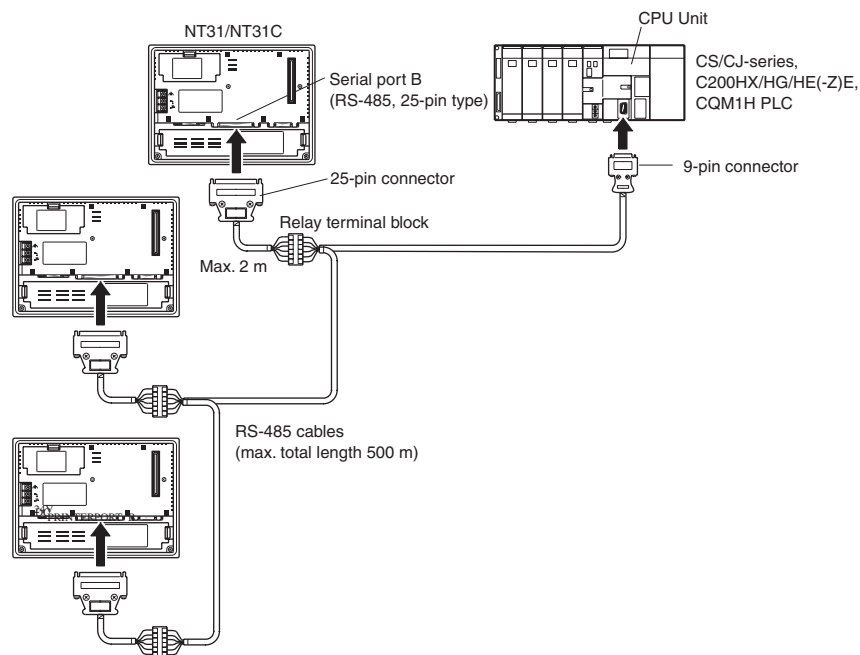 NT31/NT31C
CPU Unit
Serial port B
(RS-485, 25-pin type)
CS/CJ-series,
C200HX/HG/HE(-Z)E,
CQM1H PLC
25-pin connector
9-pin connector
Relay terminal block
Max. 2 m
RS-485 cables
(max. total length 500 m)
PRINTERPORT